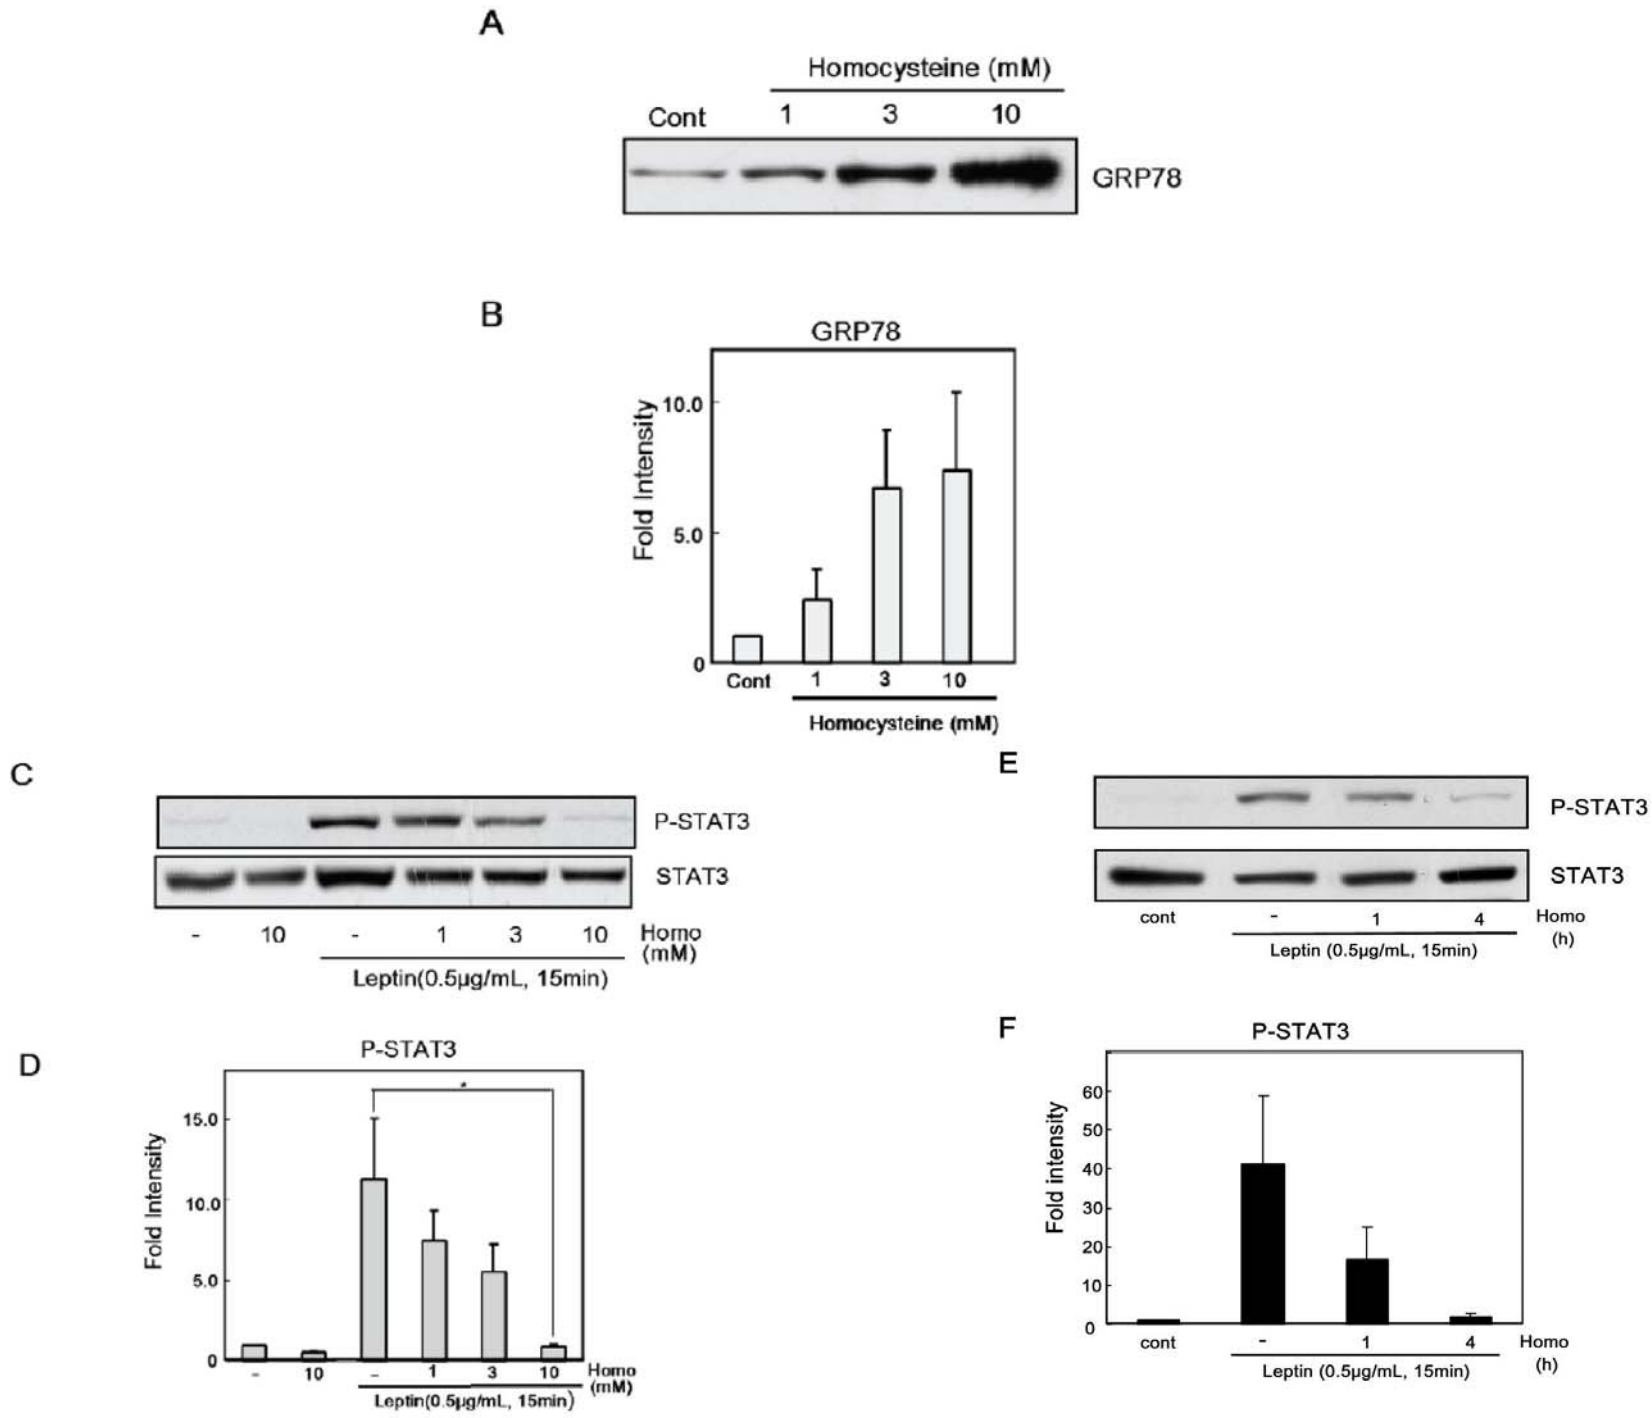 A
Homocysteine (mM)
Cont 1 3 10
GRP78
B
GRP78
Fold Intensity
10.0
5.0
0
Cont 1 3 10
Homocysteine (mM)
C
P-STAT3
STAT3
- 10 - 1 3 10 Homo
(mM)
Leptin(0.5µg/mL, 15min)
D
P-STAT3
*
Fold Intensity
15.0
10.0
5.0
0
- 10 - 1 3 10 Homo
(mM)
Leptin(0.5µg/mL, 15min)
E
P-STAT3
STAT3
cont - 1 4 Homo
(h)
Leptin (0.5µg/mL, 15min)
F
P-STAT3
Fold intensity
60
50
40
30
20
10
0
cont - 1 4 Homo
(h)
Leptin (0.5µg/mL, 15min)